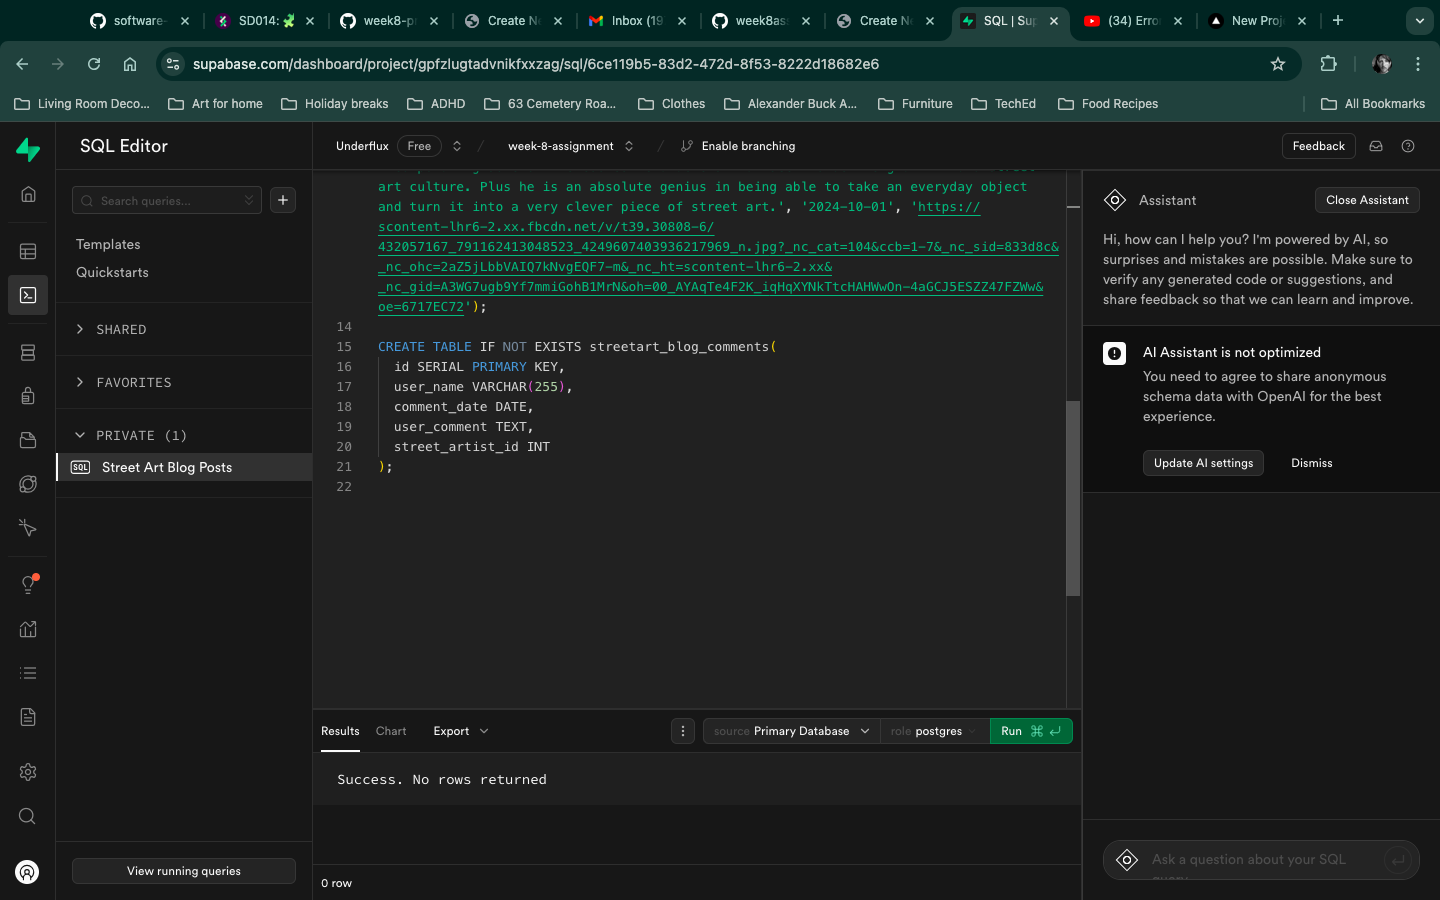 software-
SD014:
week8-pr
Create Ne
Inbox (19
week8ass
Create Ne
SQL | Sup
(34) Erro
New Proj
supabase.com/dashboard/project/gpfzlugtadvnikfxxzag/sql/6ce119b5-83d2-472d-8f53-8222d18682e6
Living Room Deco...
Art for home
Holiday breaks
ADHD
63 Cemetery Roa...
Clothes
Alexander Buck A...
Furniture
TechEd
Food Recipes
All Bookmarks
SQL Editor
Underflux
Free
/
week-8-assignment
/
Enable branching
Feedback
Search queries...
Templates
Quickstarts
SHARED
FAVORITES
PRIVATE (1)
SQL Street Art Blog Posts
View running queries
art culture. Plus he is an absolute genius in being able to take an everyday object
and turn it into a very clever piece of street art.', '2024-10-01', 'https://
scontent-lhr6-2.xx.fbcdn.net/v/t39.30808-6/
432057167_791162413048523_4249607403936217969_n.jpg?_nc_cat=104&ccb=1-7&_nc_sid=833d8c&
_nc_ohc=2aZ5jLbbVAIQ7kNvgEQF7-m&_nc_ht=scontent-lhr6-2.xx&
_nc_gid=A3WG7ugb9Yf7mmiGohB1MrN&oh=00_AYAqTe4F2K_iqHqXYNkTtcHAHWwOn-4aGCJ5ESZZ47FZWw&
oe=6717EC72');
14
15 CREATE TABLE IF NOT EXISTS streetart_blog_comments(
16 id SERIAL PRIMARY KEY,
17 user_name VARCHAR(255),
18 comment_date DATE,
19 user_comment TEXT,
20 street_artist_id INT
21 );
22
Results
Chart
Export
source Primary Database
role postgres
Run
Success. No rows returned
0 row
Assistant
Close Assistant
Hi, how can I help you? I'm powered by AI, so
surprises and mistakes are possible. Make sure to
verify any generated code or suggestions, and
share feedback so that we can learn and improve.
AI Assistant is not optimized
You need to agree to share anonymous
schema data with OpenAI for the best
experience.
Update AI settings
Dismiss
Ask a question about your SQL